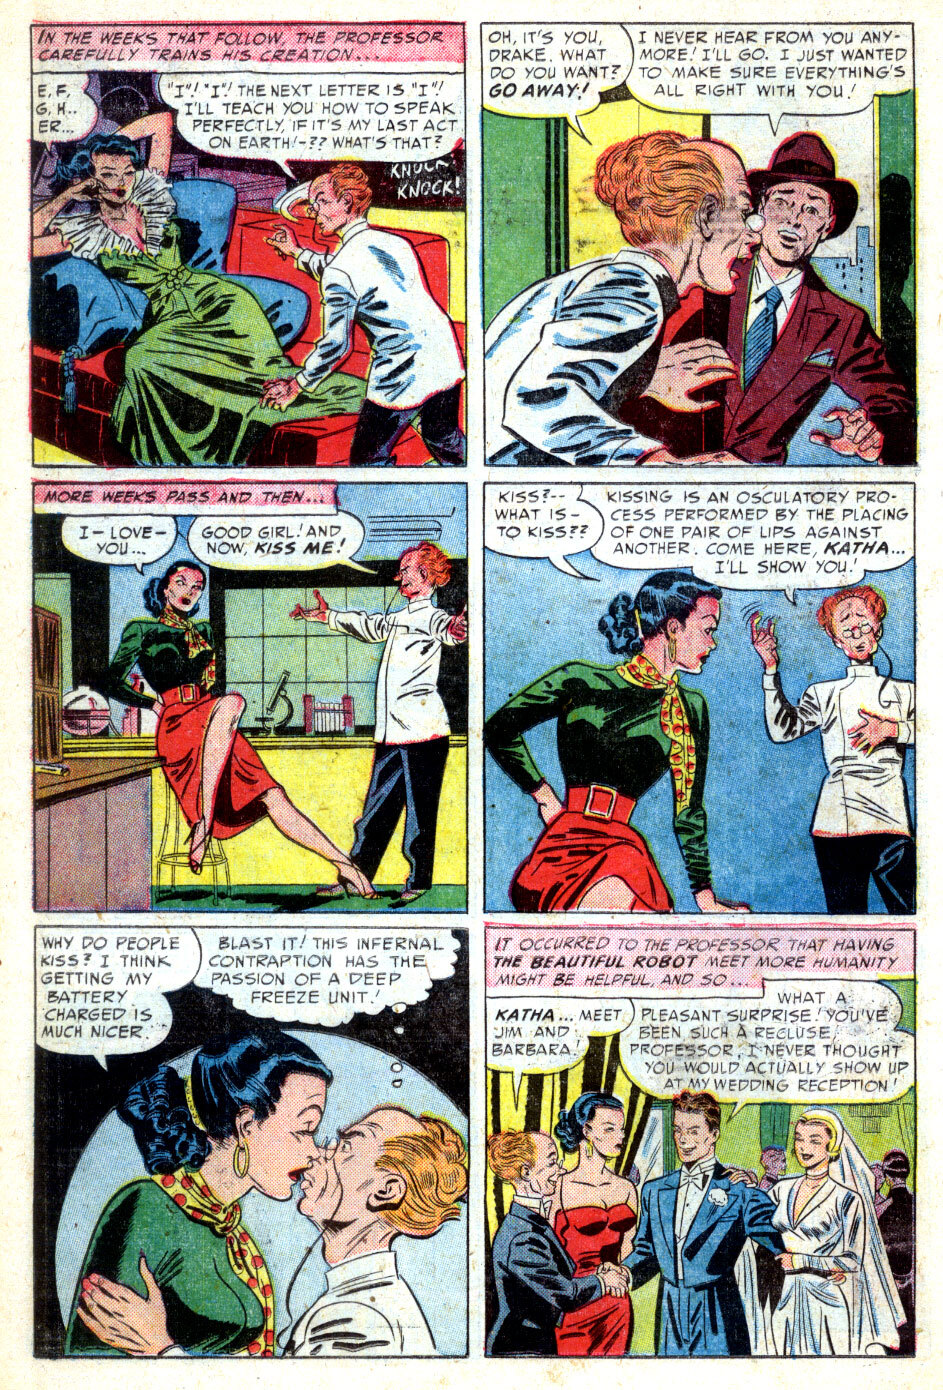 IN THE WEEKS THAT FOLLOW, THE PROFESSOR
CAREFULLY TRAINS HIS CREATION...
E, F,
G, H..
ER...
"I"! "I"! THE NEXT LETTER IS "I"!
I'LL TEACH YOU HOW TO SPEAK
PERFECTLY, IF IT'S MY LAST ACT
ON EARTH!-?? WHAT'S THAT?
KNOCK!
KNOCK!
OH, IT'S YOU,
DRAKE. WHAT
DO YOU WANT?
GO AWAY!
I NEVER HEAR FROM YOU ANY-
MORE! I'LL GO. I JUST WANTED
TO MAKE SURE EVERYTHING'S
ALL RIGHT WITH YOU!
MORE WEEKS PASS AND THEN...
I-LOVE-
YOU...
GOOD GIRL! AND
NOW, KISS ME!
KISS?--
WHAT IS-
TO KISS??
KISSING IS AN OSCULATORY PRO-
CESS PERFORMED BY THE PLACING
OF ONE PAIR OF LIPS AGAINST
ANOTHER. COME HERE, KATHA...
I'LL SHOW YOU!
WHY DO PEOPLE
KISS? I THINK
GETTING MY
BATTERY
CHARGED IS
MUCH NICER.
BLAST IT! THIS INFERNAL
CONTRAPTION HAS THE
PASSION OF A DEEP
FREEZE UNIT!
IT OCCURRED TO THE PROFESSOR THAT HAVING
THE BEAUTIFUL ROBOT MEET MORE HUMANITY
MIGHT BE HELPFUL, AND SO...
KATHA... MEET
JIM AND
BARBARA!
WHAT A
PLEASANT SURPRISE! YOU'VE
BEEN SUCH A RECLUSE,
PROFESSOR, I NEVER THOUGHT
YOU WOULD ACTUALLY SHOW UP
AT MY WEDDING RECEPTION!